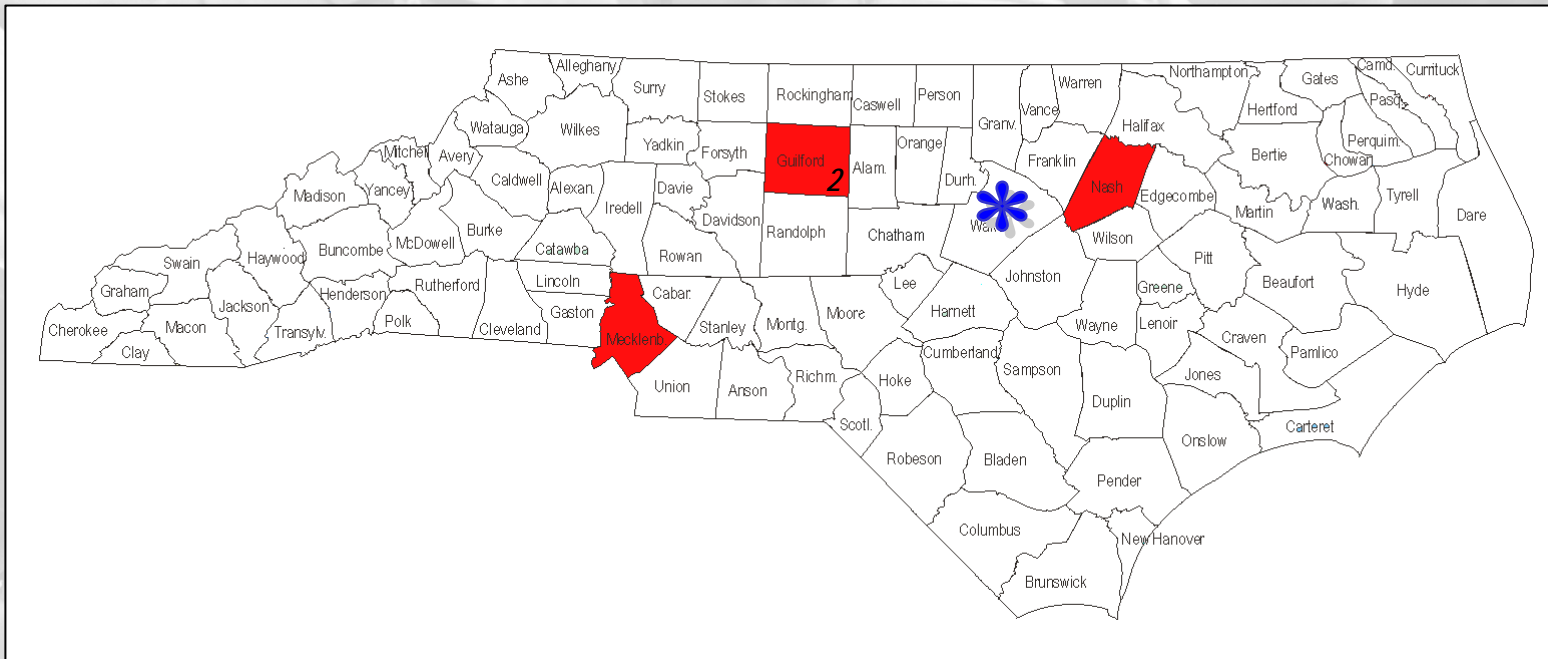 Alleghany
Ashe
Surry
Stokes
Rockingham
Caswell
Person
Granv.
Vance
Warren
Northampton
Gates
Camd.
Currituck
Pasq.
Hertford
Halifax
Perquim.
Chowan
Bertie
Watauga
Wilkes
Yadkin
Forsyth
Guilford
2
Alam.
Orange
Durh.
Franklin
Nash
Edgecombe
Martin
Wash.
Tyrell
Dare
Mitchel
Avery
Yancey
Madison
Caldwell
Alexan.
Davie
Iredell
Davidson
Randolph
Chatham
Wilson
Pitt
Beaufort
Hyde
Swain
Haywood
Buncombe
McDowell
Burke
Catawba
Rowan
Johnston
Greene
Graham
Jackson
Henderson
Rutherford
Lincoln
Cabar.
Lee
Harnett
Wayne
Lenoir
Craven
Pamlico
Cherokee
Macon
Clay
Transylv.
Polk
Cleveland
Gaston
Mecklenb.
Stanley
Montg.
Moore
Cumberland
Sampson
Jones
Union
Anson
Richm.
Hoke
Duplin
Scotl.
Onslow
Carteret
Robeson
Bladen
Pender
Columbus
New Hanover
Brunswick